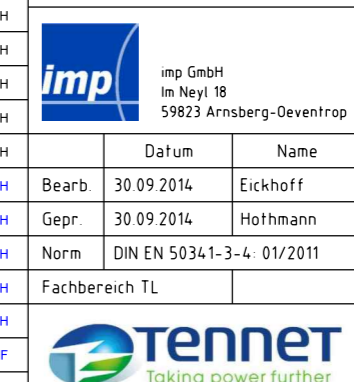 H
H
H
H
H
H
H
H
H
H
F
imp
imp GmbH
Im Neyl 18
59823 Arnsberg-Oeventrop
Datum Name
Bearb. 30.09.2014 Eickhoff
Gepr. 30.09.2014 Hothmann
Norm DIN EN 50341-3-4: 01/2011
Fachbereich TL
TenneT
Taking power further